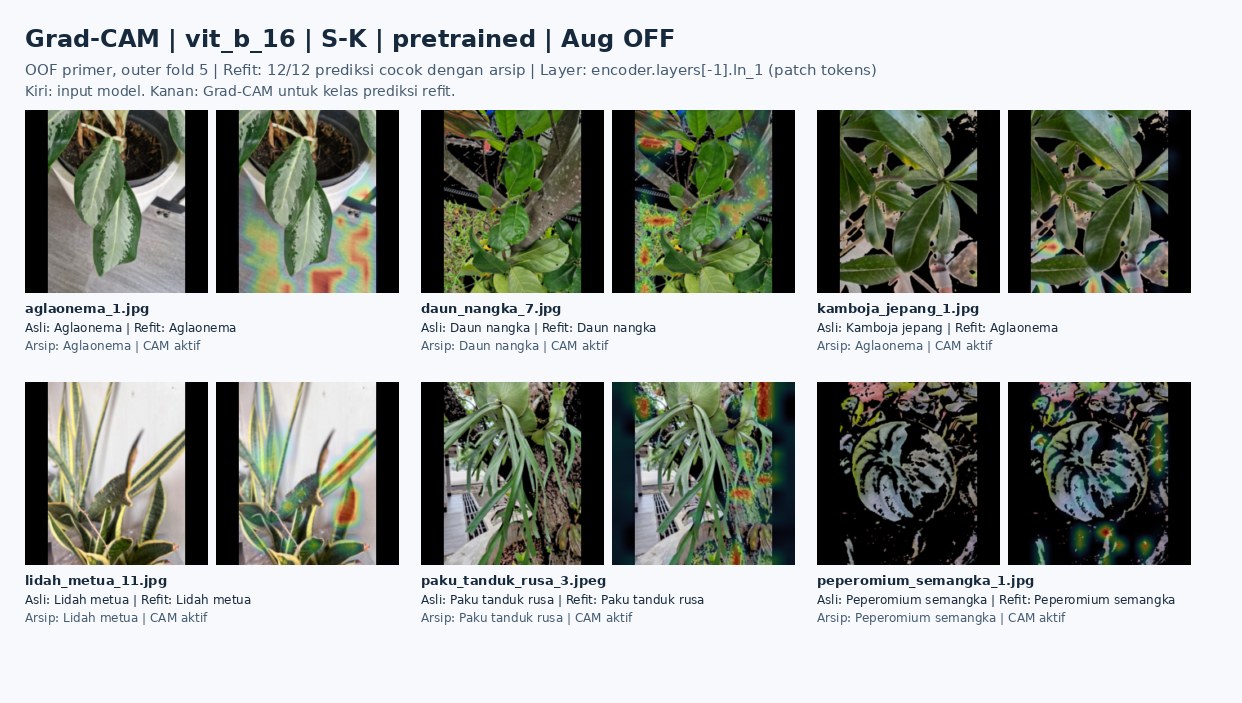 Grad-CAM | vit_b_16 | S-K | pretrained | Aug OFF
OOF primer, outer fold 5 | Refit: 12/12 prediksi cocok dengan arsip | Layer: encoder.layers[-1].ln_1 (patch tokens)
Kiri: input model. Kanan: Grad-CAM untuk kelas prediksi refit.
aglaonema_1.jpg
Asli: Aglaonema | Refit: Aglaonema
Arsip: Aglaonema | CAM aktif
daun_nangka_7.jpg
Asli: Daun nangka | Refit: Daun nangka
Arsip: Daun nangka | CAM aktif
kamboja_jepang_1.jpg
Asli: Kamboja jepang | Refit: Aglaonema
Arsip: Aglaonema | CAM aktif
lidah_metua_11.jpg
Asli: Lidah metua | Refit: Lidah metua
Arsip: Lidah metua | CAM aktif
paku_tanduk_rusa_3.jpeg
Asli: Paku tanduk rusa | Refit: Paku tanduk rusa
Arsip: Paku tanduk rusa | CAM aktif
peperomium_semangka_1.jpg
Asli: Peperomium semangka | Refit: Peperomium semangka
Arsip: Peperomium semangka | CAM aktif